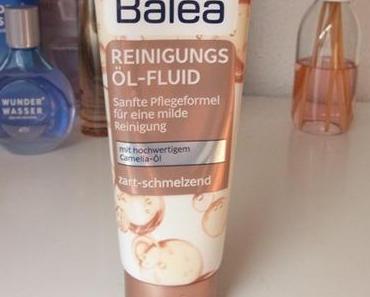 Balea
REINIGUNGS
ÖL-FLUID
Sanfte Pflegeformel
für eine milde
Reinigung
mit hochwertigem
Camelia-Öl
zart-schmelzend
WUNDER
WASSER